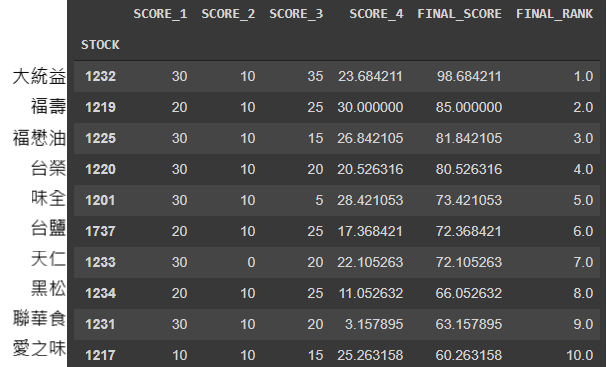 SCORE_1 SCORE_2 SCORE_3 SCORE_4 FINAL_SCORE FINAL_RANK
STOCK
大統益 1232 30 10 35 23.684211 98.684211 1.0
福壽 1219 20 10 25 30.000000 85.000000 2.0
福懋油 1225 30 10 15 26.842105 81.842105 3.0
台榮 1220 30 10 20 20.526316 80.526316 4.0
味全 1201 30 10 5 28.421053 73.421053 5.0
台鹽 1737 20 10 25 17.368421 72.368421 6.0
天仁 1233 30 0 20 22.105263 72.105263 7.0
黑松 1234 20 10 25 11.052632 66.052632 8.0
聯華食 1231 30 10 20 3.157895 63.157895 9.0
愛之味 1217 10 10 15 25.263158 60.263158 10.0